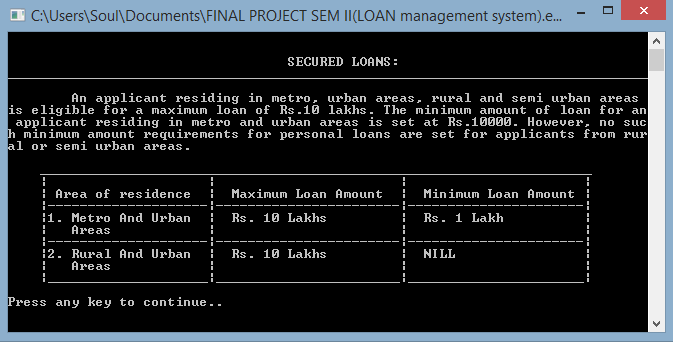 C:\Users\Soul\Documents\FINAL PROJECT SEM II(LOAN management system).e...
SECURED LOANS:
An applicant residing in metro, urban areas, rural and semi urban areas
is eligible for a maximum loan of Rs.10 lakhs. The minimum amount of loan for an
applicant residing in metro and urban areas is set at Rs.10000. However, no suc
h minimum amount requirements for personal loans are set for applicants from rur
al or semi urban areas.
Area of residence Maximum Loan Amount Minimum Loan Amount
1. Metro And Urban Rs. 10 Lakhs Rs. 1 Lakh
Areas
2. Rural And Urban Rs. 10 Lakhs NILL
Areas
Press any key to continue..